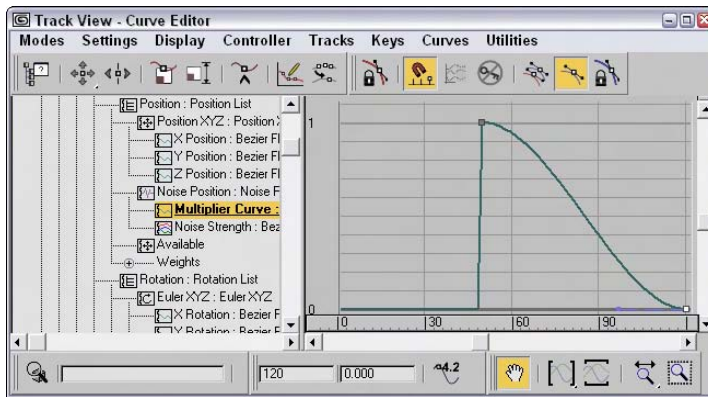 Track View - Curve Editor
Modes Settings Display Controller Tracks Keys Curves Utilities
Position : Position List
Position XYZ : Position
X Position : Bezier Fl
Y Position : Bezier Fl
Z Position : Bezier Fl
Noise Position : Noise F
Multiplier Curve :
Noise Strength : Bez
Available
Weights
Rotation : Rotation List
Euler XYZ : Euler XYZ
X Rotation : Bezier F
Y Rotation : Bezier F
1
0
0 30 60 90
120 0.000 4.2